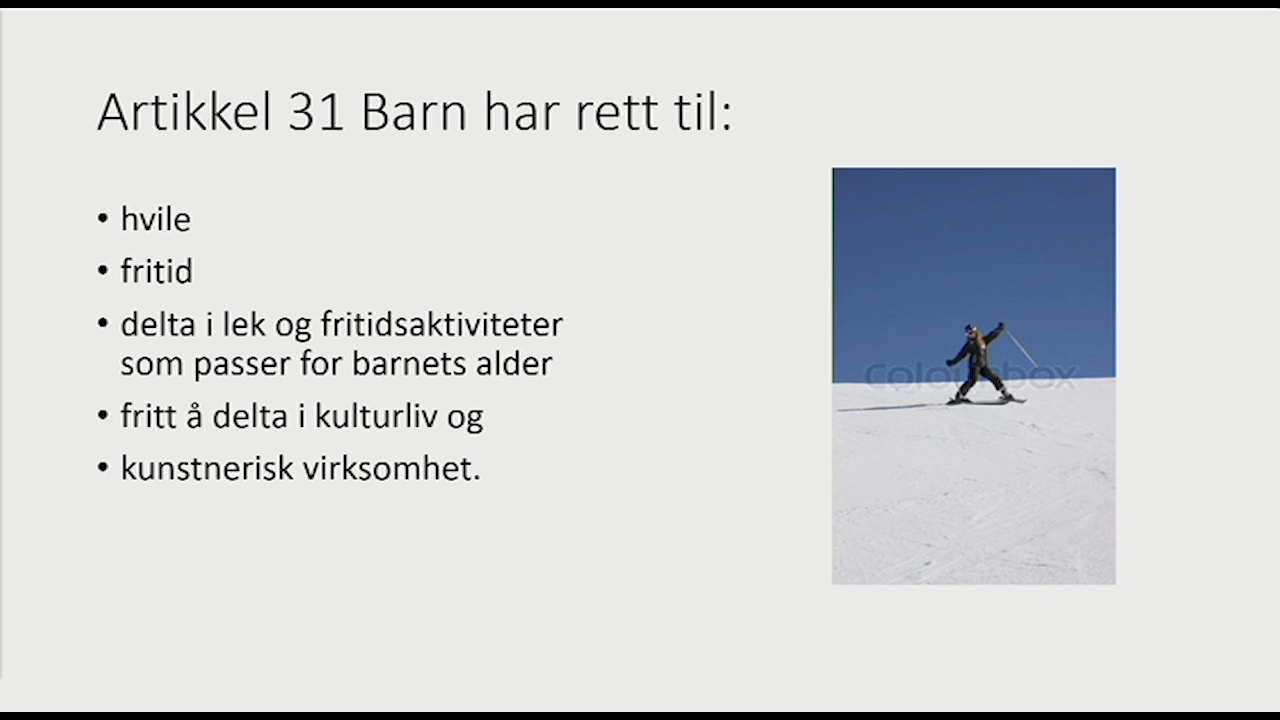 Artikkel 31 Barn har rett til:
• hvile
• fritid
• delta i lek og fritidsaktiviteter
som passer for barnets alder
• fritt å delta i kulturliv og
• kunstnerisk virksomhet.
Colourbox